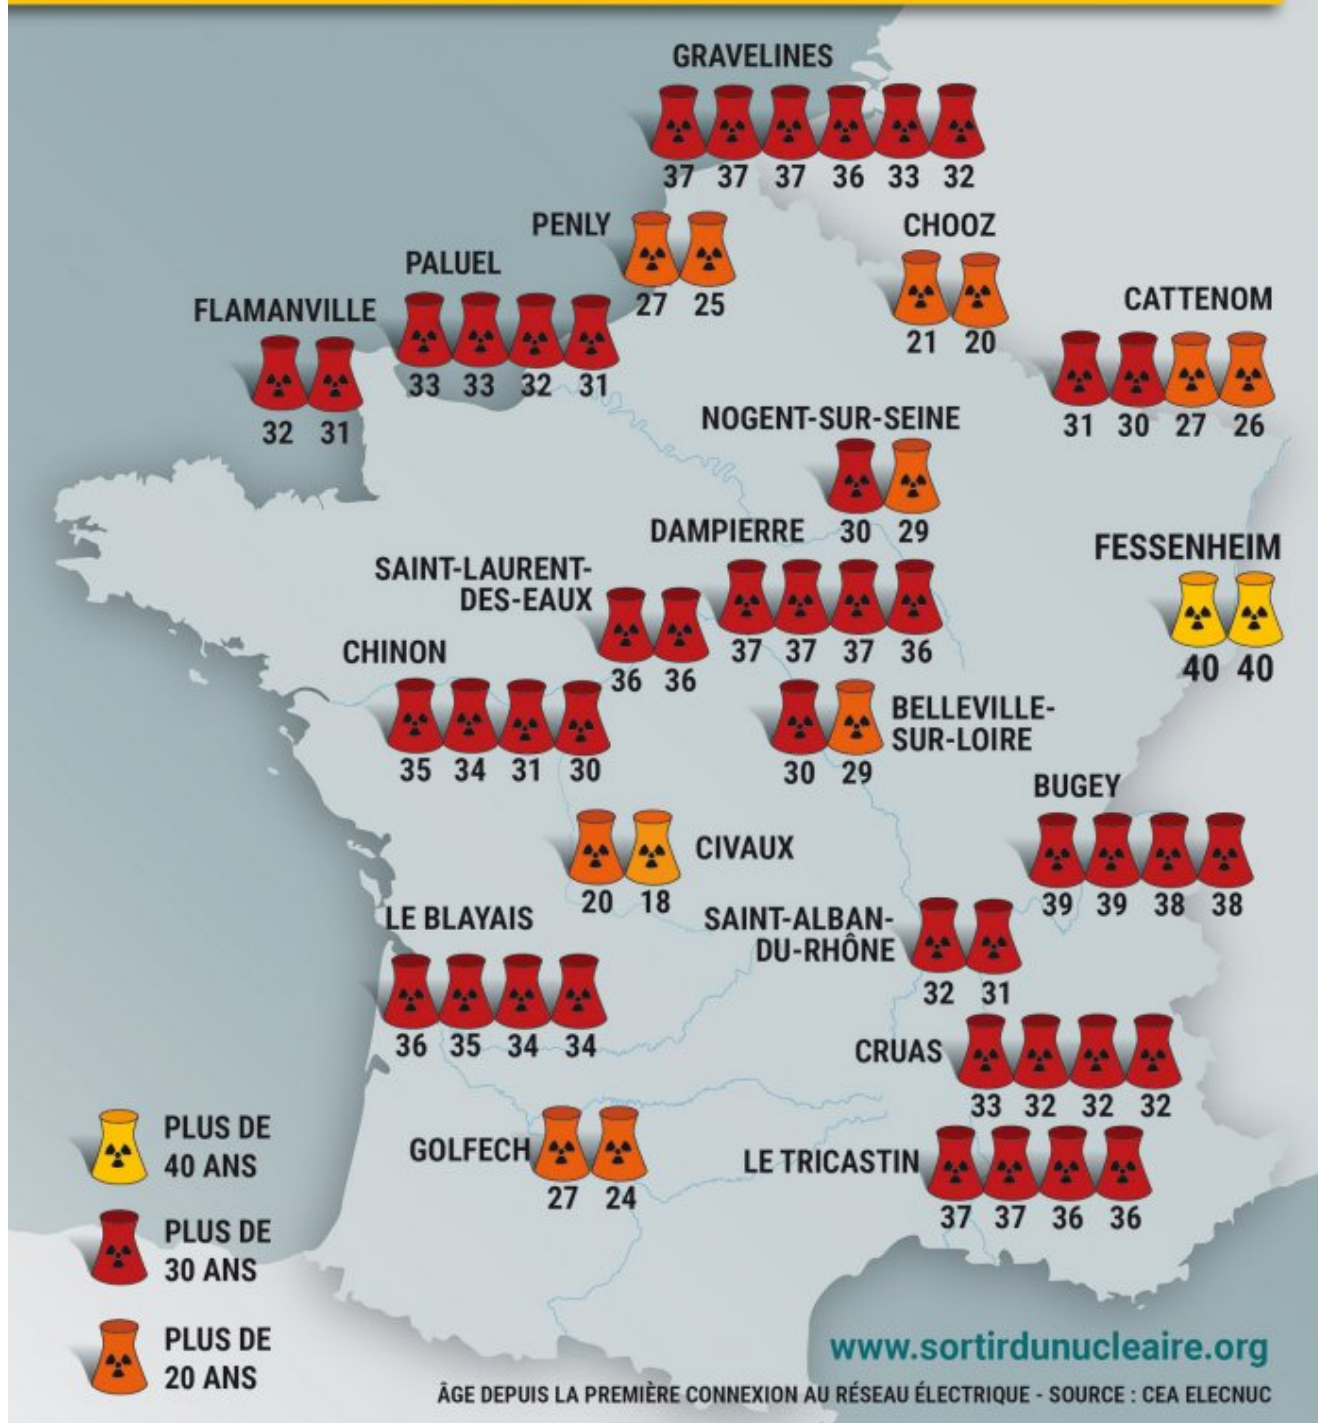 GRAVELINES
37 37 37 36 33 32
PENLY
27 25
CHOOZ
21 20
PALUEL
33 33 32 31
FLAMANVILLE
32 31
CATTENOM
31 30 27 26
NOGENT-SUR-SEINE
30 29
DAMPIERRE
37 37 37 36
FESSENHEIM
40 40
SAINT-LAURENT-
DES-EAUX
36 36
CHINON
35 34 31 30
BELLEVILLE-
SUR-LOIRE
30 29
BUGEY
39 39 38 38
CIVAUX
20 18
LE BLAYAIS
36 35 34 34
SAINT-ALBAN-
DU-RHÔNE
32 31
CRUAS
33 32 32 32
GOLFECH
27 24
LE TRICASTIN
37 37 36 36
PLUS DE
40 ANS
PLUS DE
30 ANS
PLUS DE
20 ANS
www.sortirdunucleaire.org
ÂGE DEPUIS LA PREMIÈRE CONNEXION AU RÉSEAU ÉLECTRIQUE - SOURCE : CEA ELECNUC